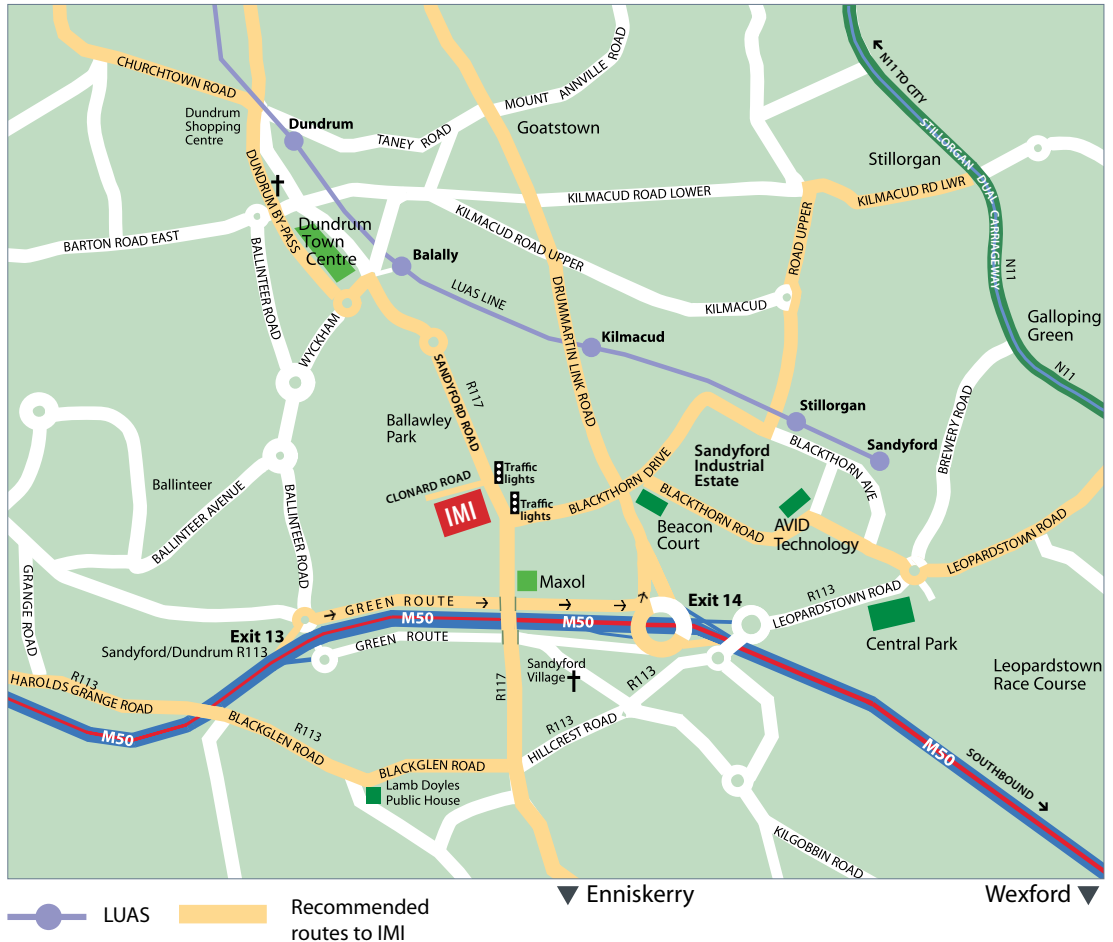 CHURCHTOWN ROAD
Dundrum
Shopping
Centre
Dundrum
TANEY ROAD
MOUNT ANNVILLE ROAD
Goatstown
N11 TO CITY
STILLORGAN DUAL CARRIAGEWAY
Stillorgan
KILMACUD RD LWR
KILMACUD ROAD LOWER
DUNDRUM BY-PASS
BARTON ROAD EAST
Dundrum
Town
Centre
BALLINTEER ROAD
Balally
KILMACUD ROAD UPPER
LUAS LINE
DRUMMARTIN LINK ROAD
ROAD UPPER
KILMACUD
N11
Galloping
Green
N11
WYCKHAM
Kilmacud
SANDYFORD ROAD
R117
Ballawley
Park
Stillorgan
Sandyford
BLACKTHORN AVE
BREWERY ROAD
Sandyford
Industrial
Estate
Traffic
lights
Traffic
lights
CLONARD ROAD
IMI
BLACKTHORN DRIVE
BLACKTHORN ROAD
Beacon
Court
AVID
Technology
LEOPARDSTOWN ROAD
Ballinteer
BALLINTEER AVENUE
BALLINTEER ROAD
GRANGE ROAD
Maxol
GREEN ROUTE
M50
M50
Exit 14
R113
LEOPARDSTOWN ROAD
Central Park
Exit 13
Sandyford/Dundrum R113
GREEN ROUTE
Sandyford
Village
R113
Leopardstown
Race Course
R113
HAROLDS GRANGE ROAD
R117
R113
HILLCREST ROAD
R113
BLACKGLEN ROAD
M50
BLACKGLEN ROAD
Lamb Doyles
Public House
M50
SOUTHBOUND
KILGOBBIN ROAD
Enniskerry
Wexford
LUAS
Recommended
routes to IMI